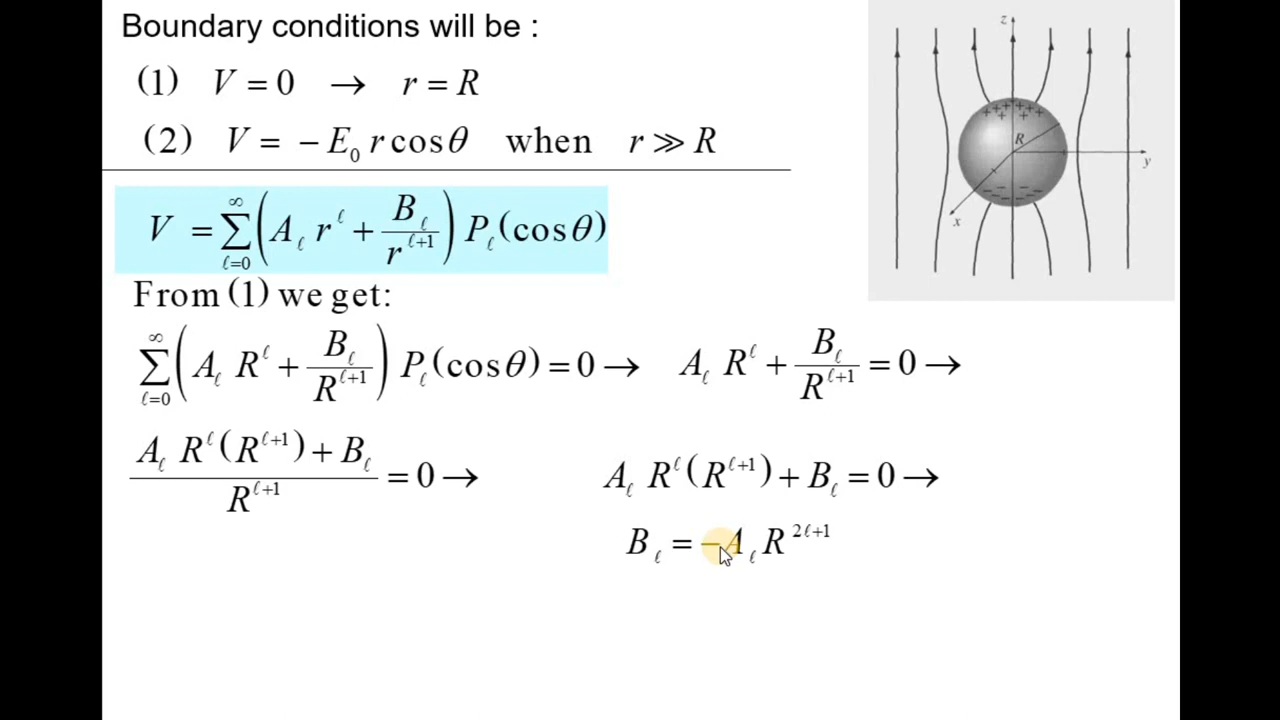 Boundary conditions will be :
(1) V = 0 → r = R
(2) V = − E₀ r cosθ when r ≫ R
V = ∑_{ℓ=0}^{∞} ( A_ℓ r^ℓ + B_ℓ / r^{ℓ+1} ) P_ℓ (cosθ)
From (1) we get:
∑_{ℓ=0}^{∞} ( A_ℓ R^ℓ + B_ℓ / R^{ℓ+1} ) P_ℓ (cosθ) = 0 → A_ℓ R^ℓ + B_ℓ / R^{ℓ+1} = 0 →
A_ℓ R^ℓ (R^{ℓ+1}) + B_ℓ / R^{ℓ+1} = 0 → A_ℓ R^ℓ (R^{ℓ+1}) + B_ℓ = 0 →
B_ℓ = −A_ℓ R^{2ℓ+1}
z
R
y
x